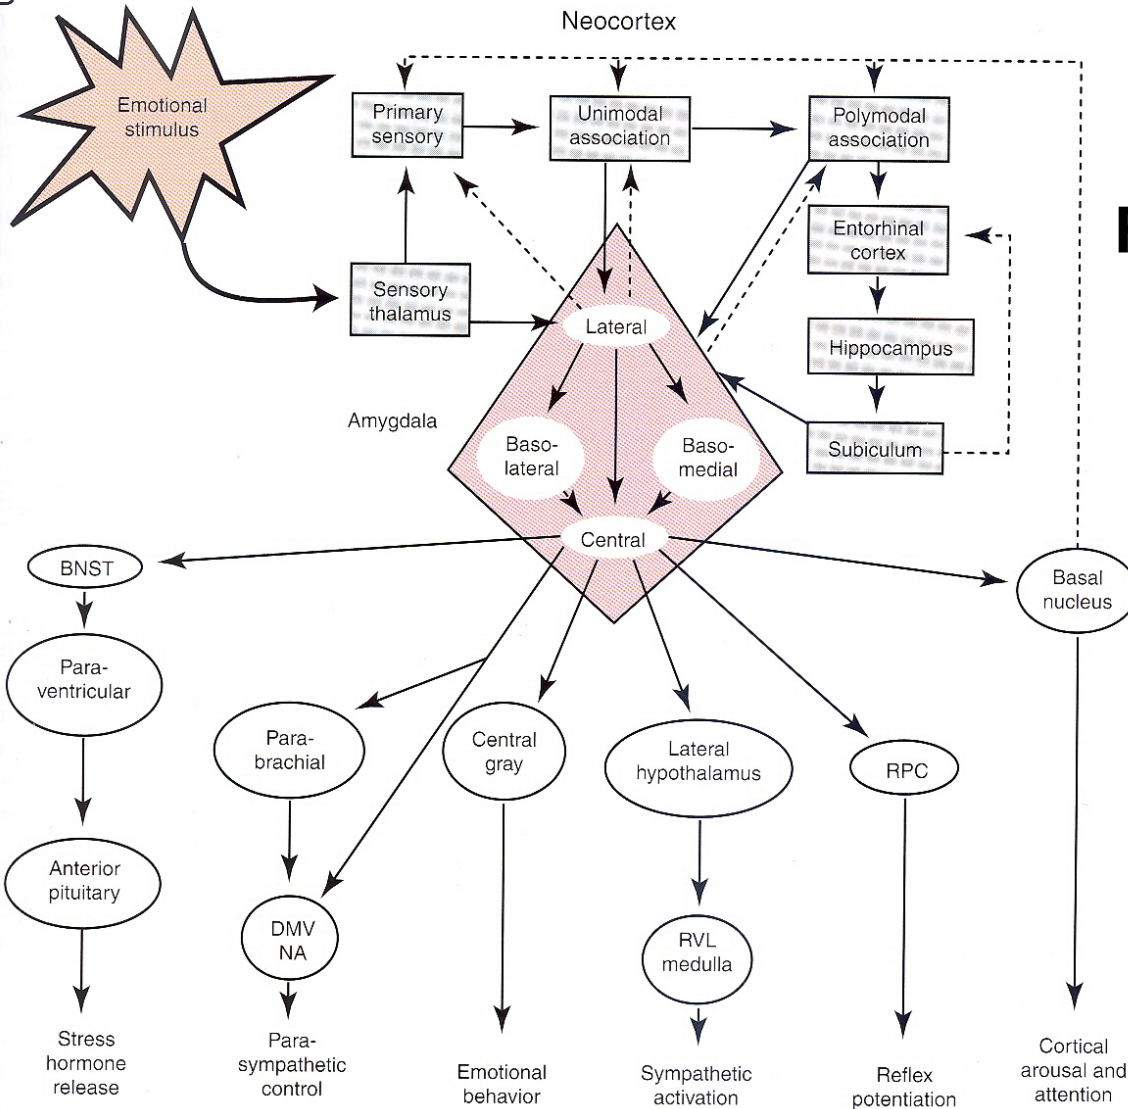 Neocortex
Emotional
stimulus
Primary
sensory
Unimodal
association
Polymodal
association
Entorhinal
cortex
Sensory
thalamus
Lateral
Hippocampus
Amygdala
Baso-
lateral
Baso-
medial
Subiculum
Central
BNST
Basal
nucleus
Para-
ventricular
Para-
brachial
Central
gray
Lateral
hypothalamus
RPC
Anterior
pituitary
DMV
NA
RVL
medulla
Stress
hormone
release
Para-
sympathetic
control
Emotional
behavior
Sympathetic
activation
Reflex
potentiation
Cortical
arousal and
attention